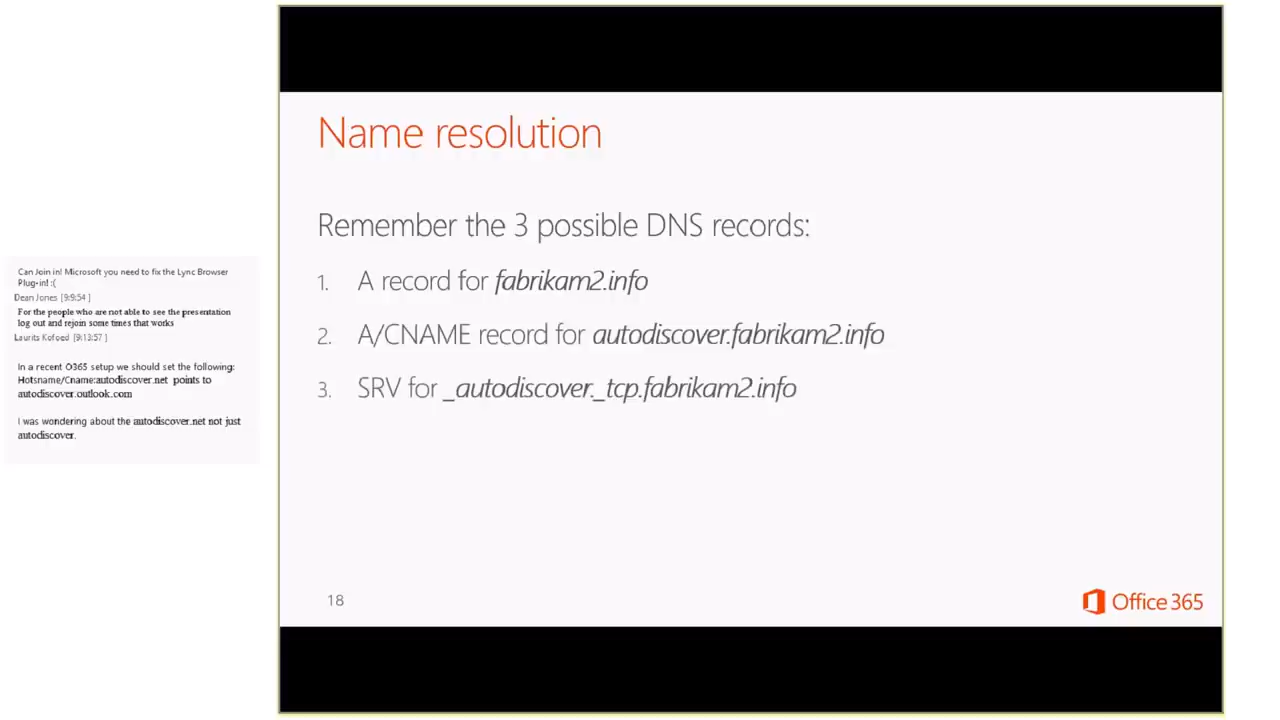 Can Join in! Microsoft you need to fix the Lync Browser
Plug-in! :(
Dean Jones [9:9:54 ]
For the people who are not able to see the presentation
log out and rejoin some times that works
Laurits Kofoed [9:13:57 ]
In a recent O365 setup we should set the following:
Hotsname/Cname:autodiscover.net points to
autodiscover.outlook.com
I was wondering about the autodiscover.net not just
autodiscover.
Name resolution
Remember the 3 possible DNS records:
1. A record for fabrikam2.info
2. A/CNAME record for autodiscover.fabrikam2.info
3. SRV for _autodiscover._tcp.fabrikam2.info
18
Office 365